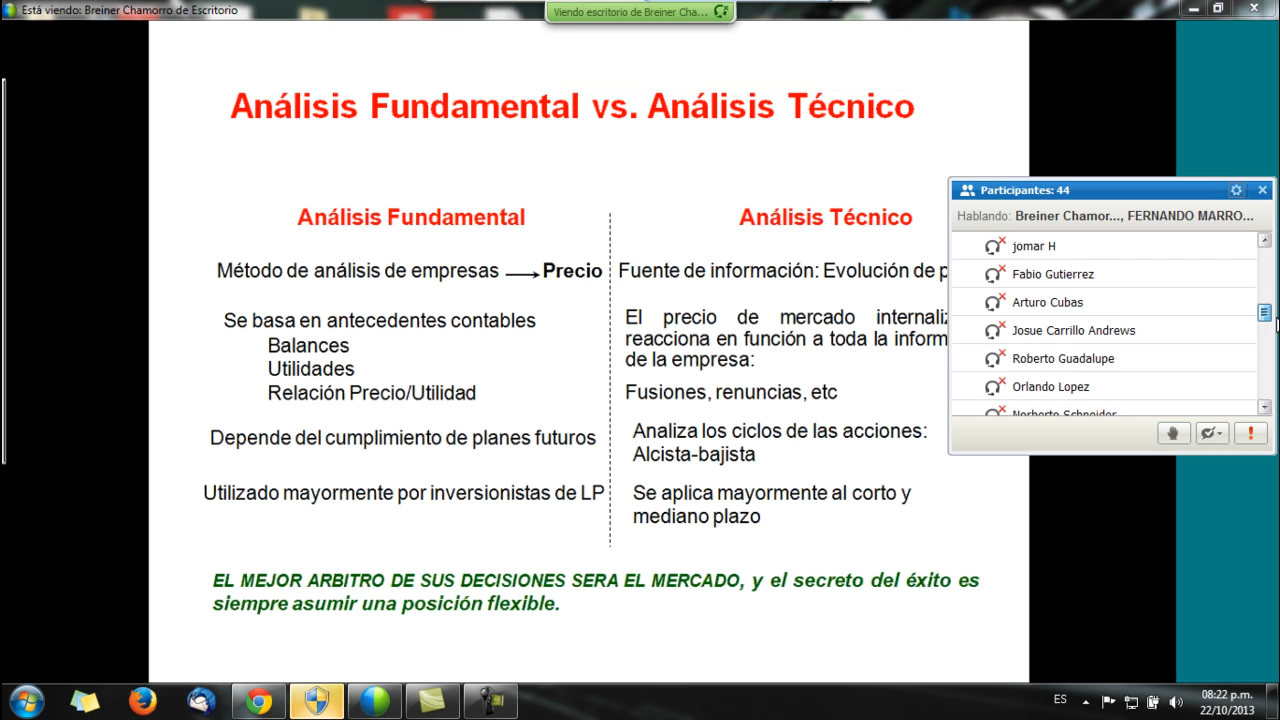 Está viendo: Breiner Chamorro de Escritorio
Viendo escritorio de Breiner Cha...
Análisis Fundamental vs. Análisis Técnico
Análisis Fundamental
Método de análisis de empresas → Precio
Se basa en antecedentes contables
Balances
Utilidades
Relación Precio/Utilidad
Depende del cumplimiento de planes futuros
Utilizado mayormente por inversionistas de LP
Análisis Técnico
Fuente de información: Evolución de p
El precio de mercado internaliz
reacciona en función a toda la inform
de la empresa:
Fusiones, renuncias, etc
Analiza los ciclos de las acciones:
Alcista-bajista
Se aplica mayormente al corto y
mediano plazo
EL MEJOR ARBITRO DE SUS DECISIONES SERA EL MERCADO, y el secreto del éxito es
siempre asumir una posición flexible.
Participantes: 44
Hablando: Breiner Chamor..., FERNANDO MARRO...
jomar H
Fabio Gutierrez
Arturo Cubas
Josue Carrillo Andrews
Roberto Guadalupe
Orlando Lopez
Norberto Schneider
ES
08:22 p.m.
22/10/2013